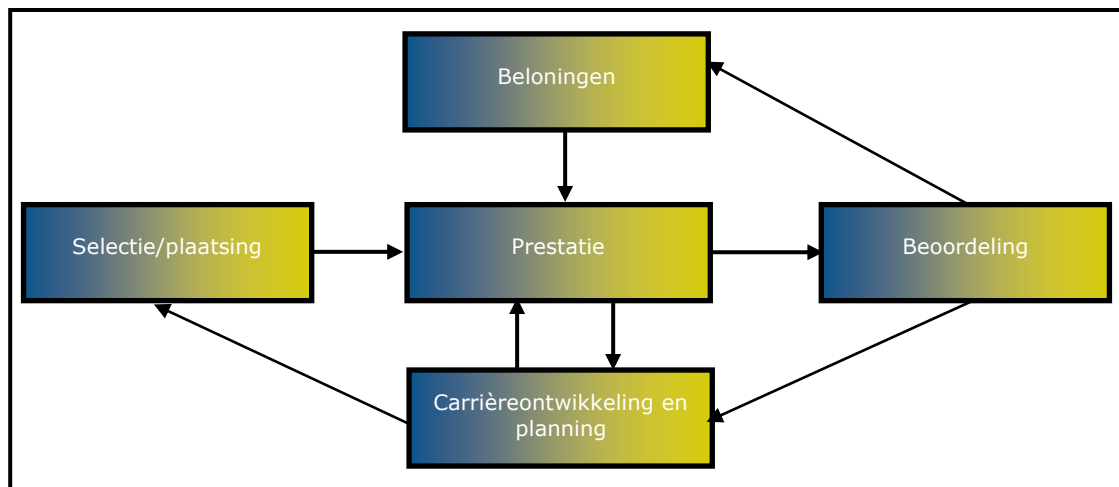 Beloningen
Selectie/plaatsing
Prestatie
Beoordeling
Carrièreontwikkeling en
planning